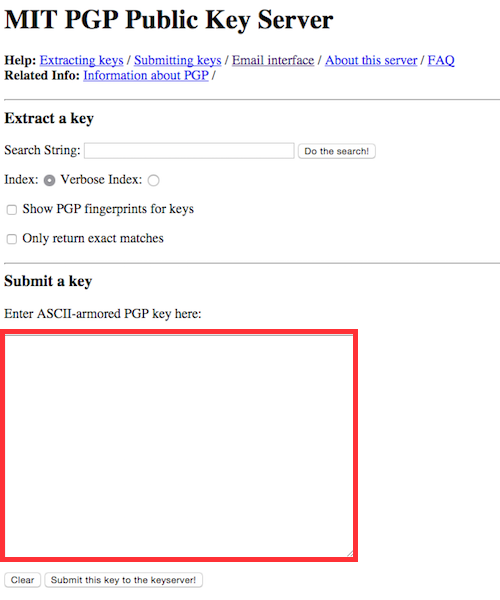 MIT PGP Public Key Server
Help: Extracting keys / Submitting keys / Email interface / About this server / FAQ
Related Info: Information about PGP /
Extract a key
Search String: Do the search!
Index: Verbose Index:
Show PGP fingerprints for keys
Only return exact matches
Submit a key
Enter ASCII-armored PGP key here:
Clear Submit this key to the keyserver!